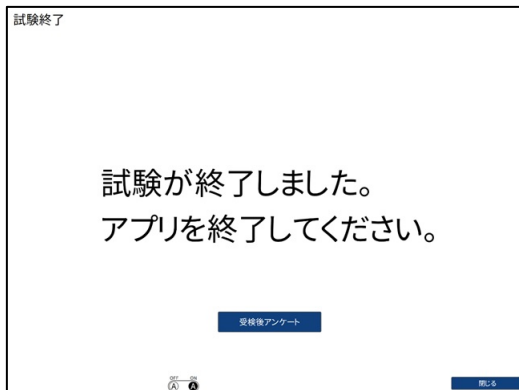 試験終了
試験が終了しました。
アプリを終了してください。
受検後アンケート
OFF ON
A A
閉じる